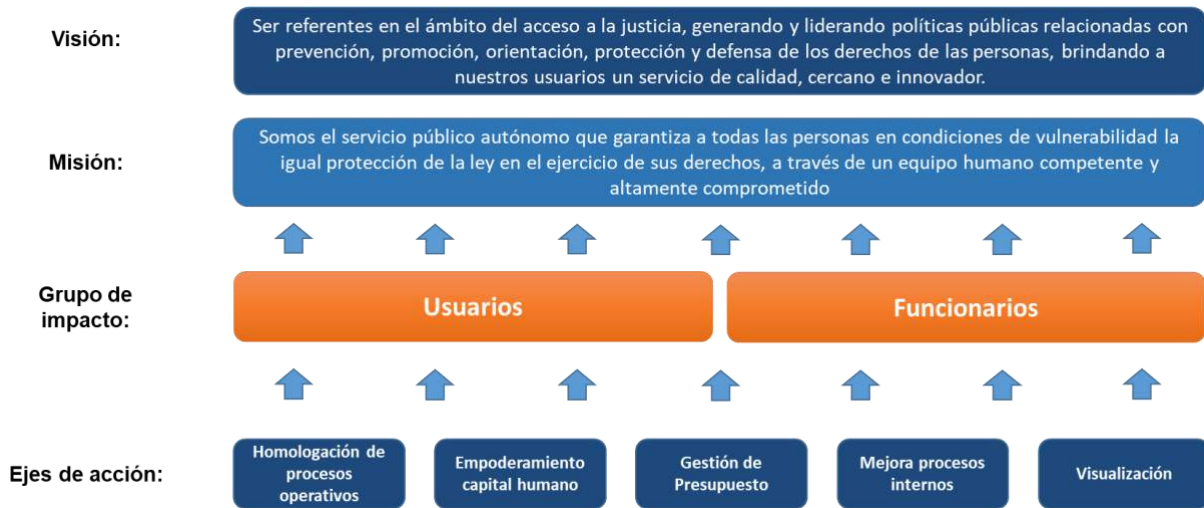 Visión:
Ser referentes en el ámbito del acceso a la justicia, generando y liderando políticas públicas relacionadas con
prevención, promoción, orientación, protección y defensa de los derechos de las personas, brindando a
nuestros usuarios un servicio de calidad, cercano e innovador.
Misión:
Somos el servicio público autónomo que garantiza a todas las personas en condiciones de vulnerabilidad la
igual protección de la ley en el ejercicio de sus derechos, a través de un equipo humano competente y
altamente comprometido
Grupo de
impacto:
Usuarios
Funcionarios
Ejes de acción:
Homologación de
procesos
operativos
Empoderamiento
capital humano
Gestión de
Presupuesto
Mejora procesos
internos
Visualización